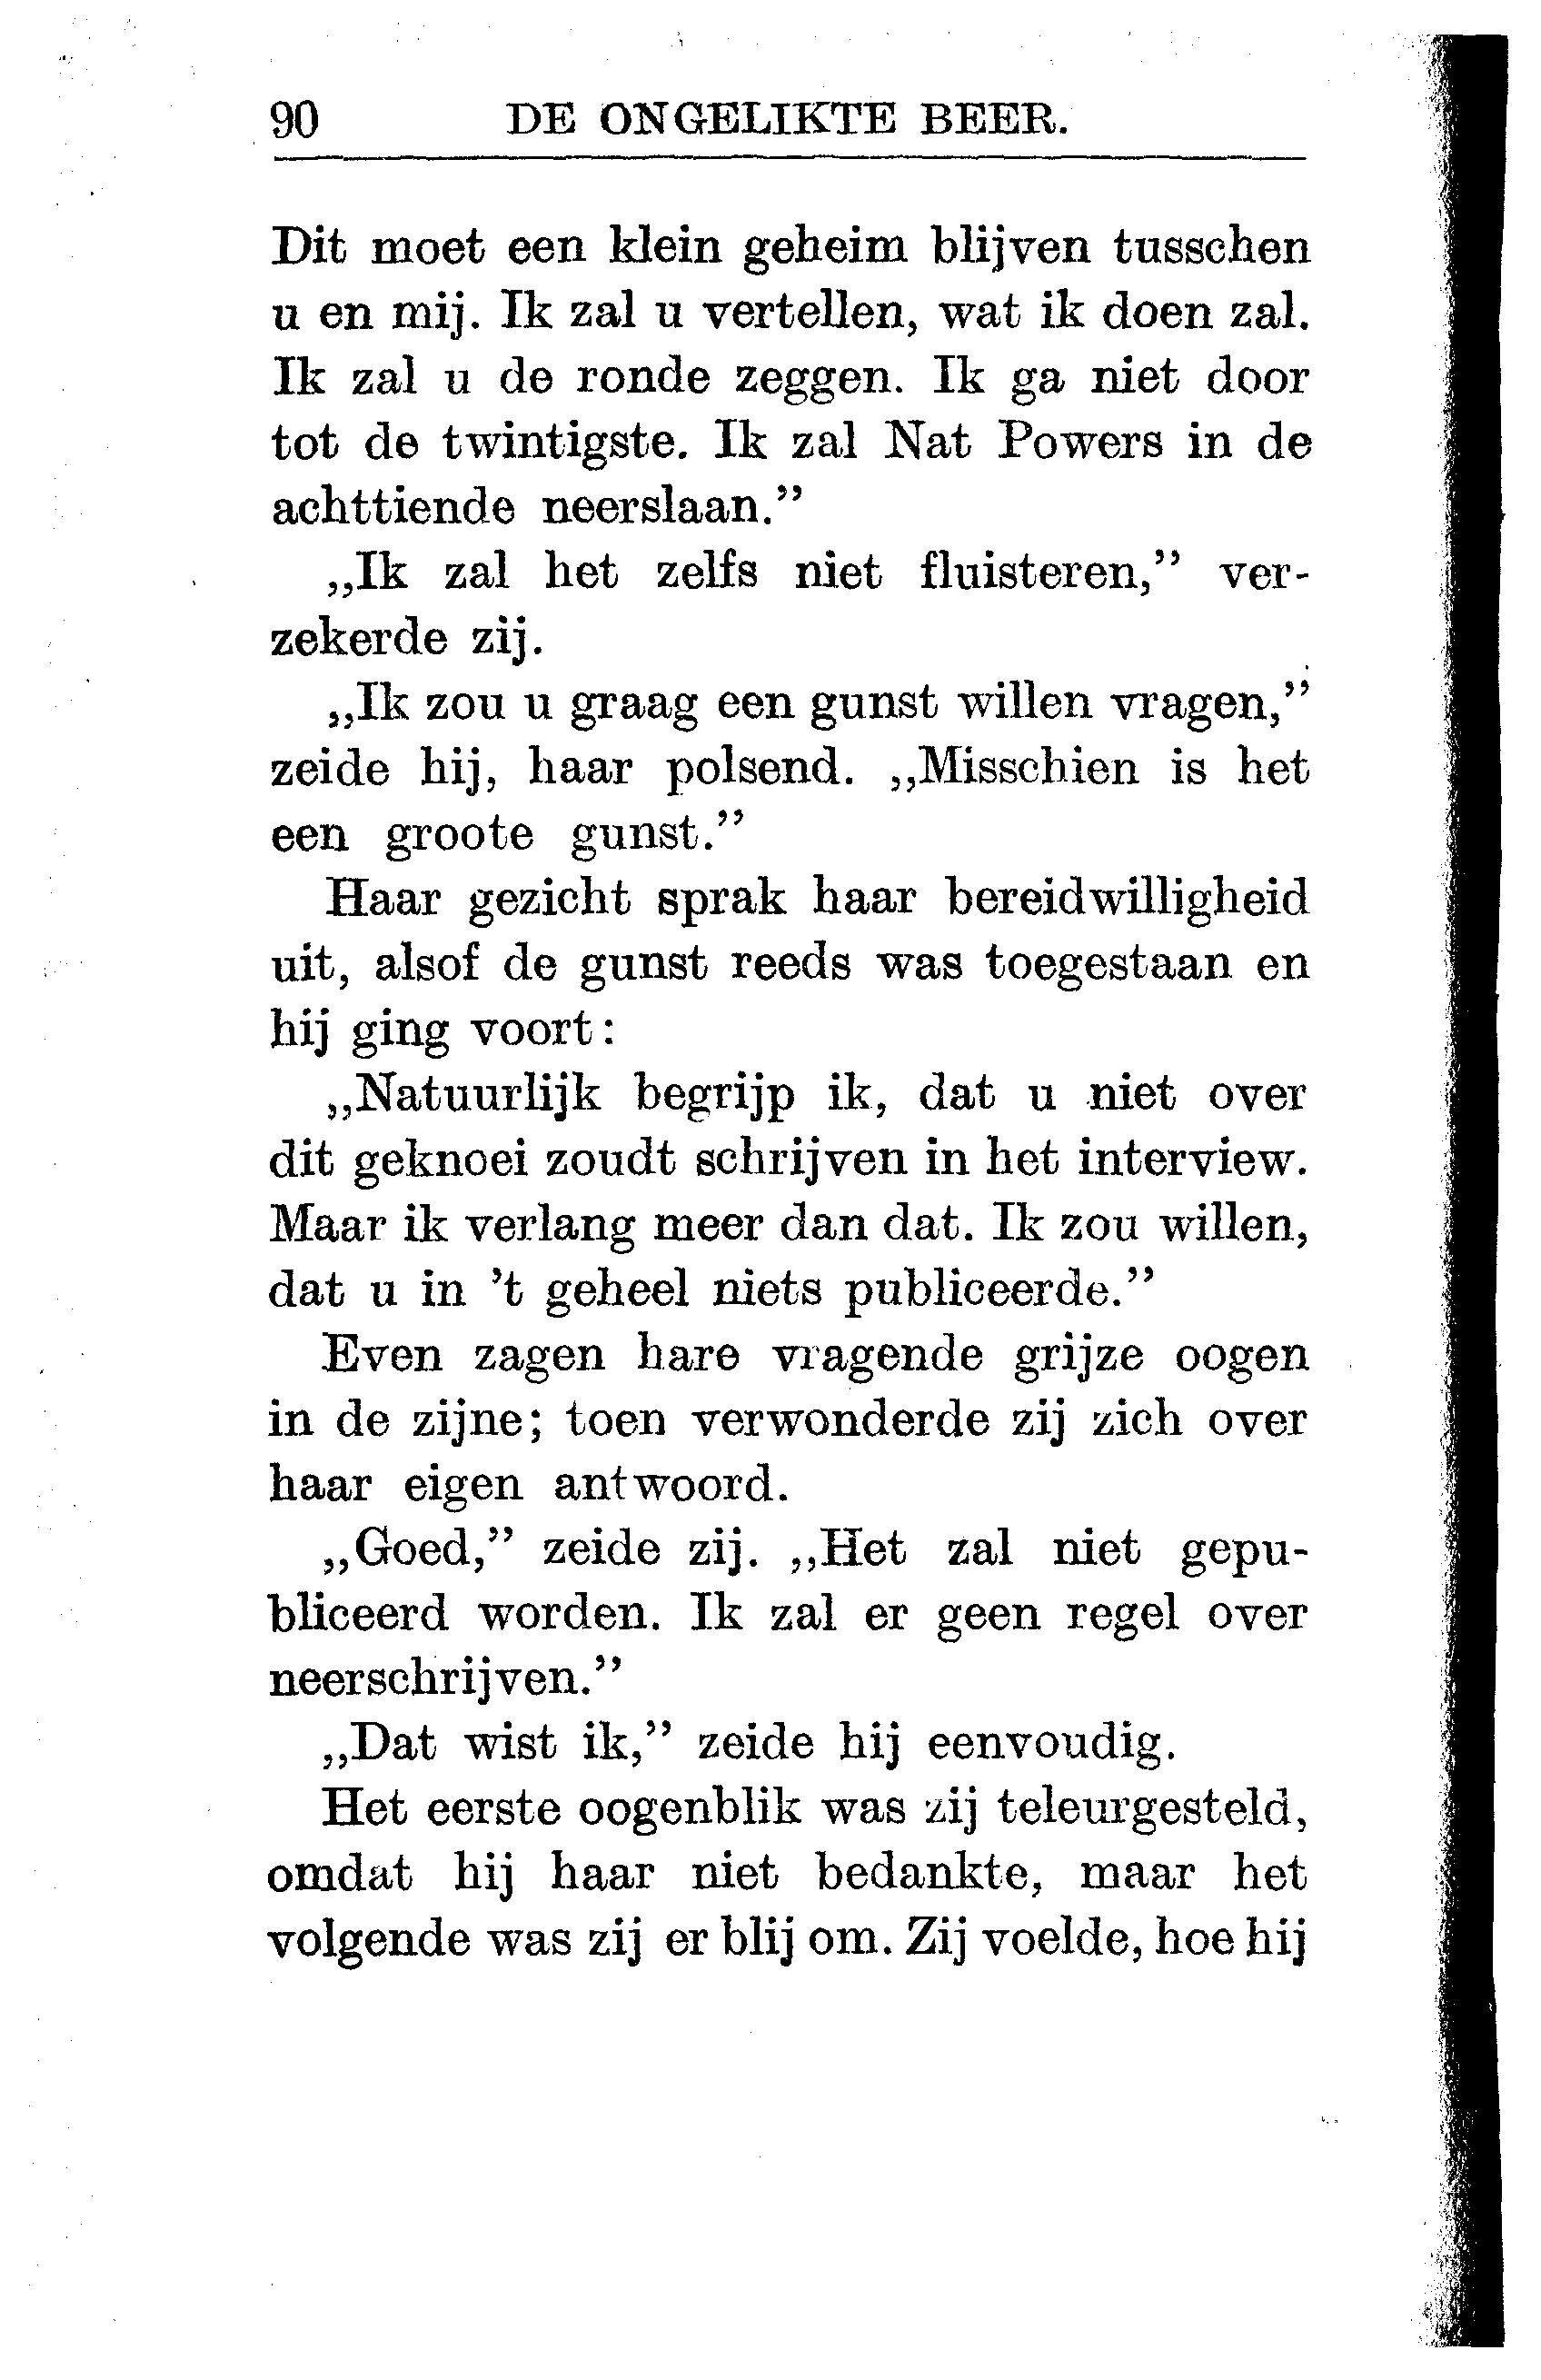 90 DE ONGELIKTE BEER.
Dit moet een klein geheim blijven tusschen
u en mij. Ik zal u vertellen, wat ik doen zal.
Ik zal u de ronde zeggen. Ik ga niet door
tot de twintigste. Ik zal Nat Powers in de
achttiende neerslaan.”
„Ik zal het zelfs niet fluisteren,” ver-
zekerde zij.
„Ik zou u graag een gunst willen vragen,”
zeide hij, haar polsend. „Misschien is het
een groote gunst.”
Haar gezicht sprak haar bereidwilligheid
uit, alsof de gunst reeds was toegestaan en
hij ging voort:
„Natuurlijk begrijp ik, dat u niet over
dit geknoei zoudt schrijven in het interview.
Maar ik verlang meer dan dat. Ik zou willen,
dat u in ’t geheel niets publiceerde.”
Even zagen hare vragende grijze oogen
in de zijne; toen verwonderde zij zich over
haar eigen antwoord.
„Goed,” zeide zij. „Het zal niet gepu-
bliceerd worden. Ik zal er geen regel over
neerschrijven.”
„Dat wist ik,” zeide hij eenvoudig.
Het eerste oogenblik was zij teleurgesteld,
omdat hij haar niet bedankte, maar het
volgende was zij er blij om. Zij voelde, hoe hij